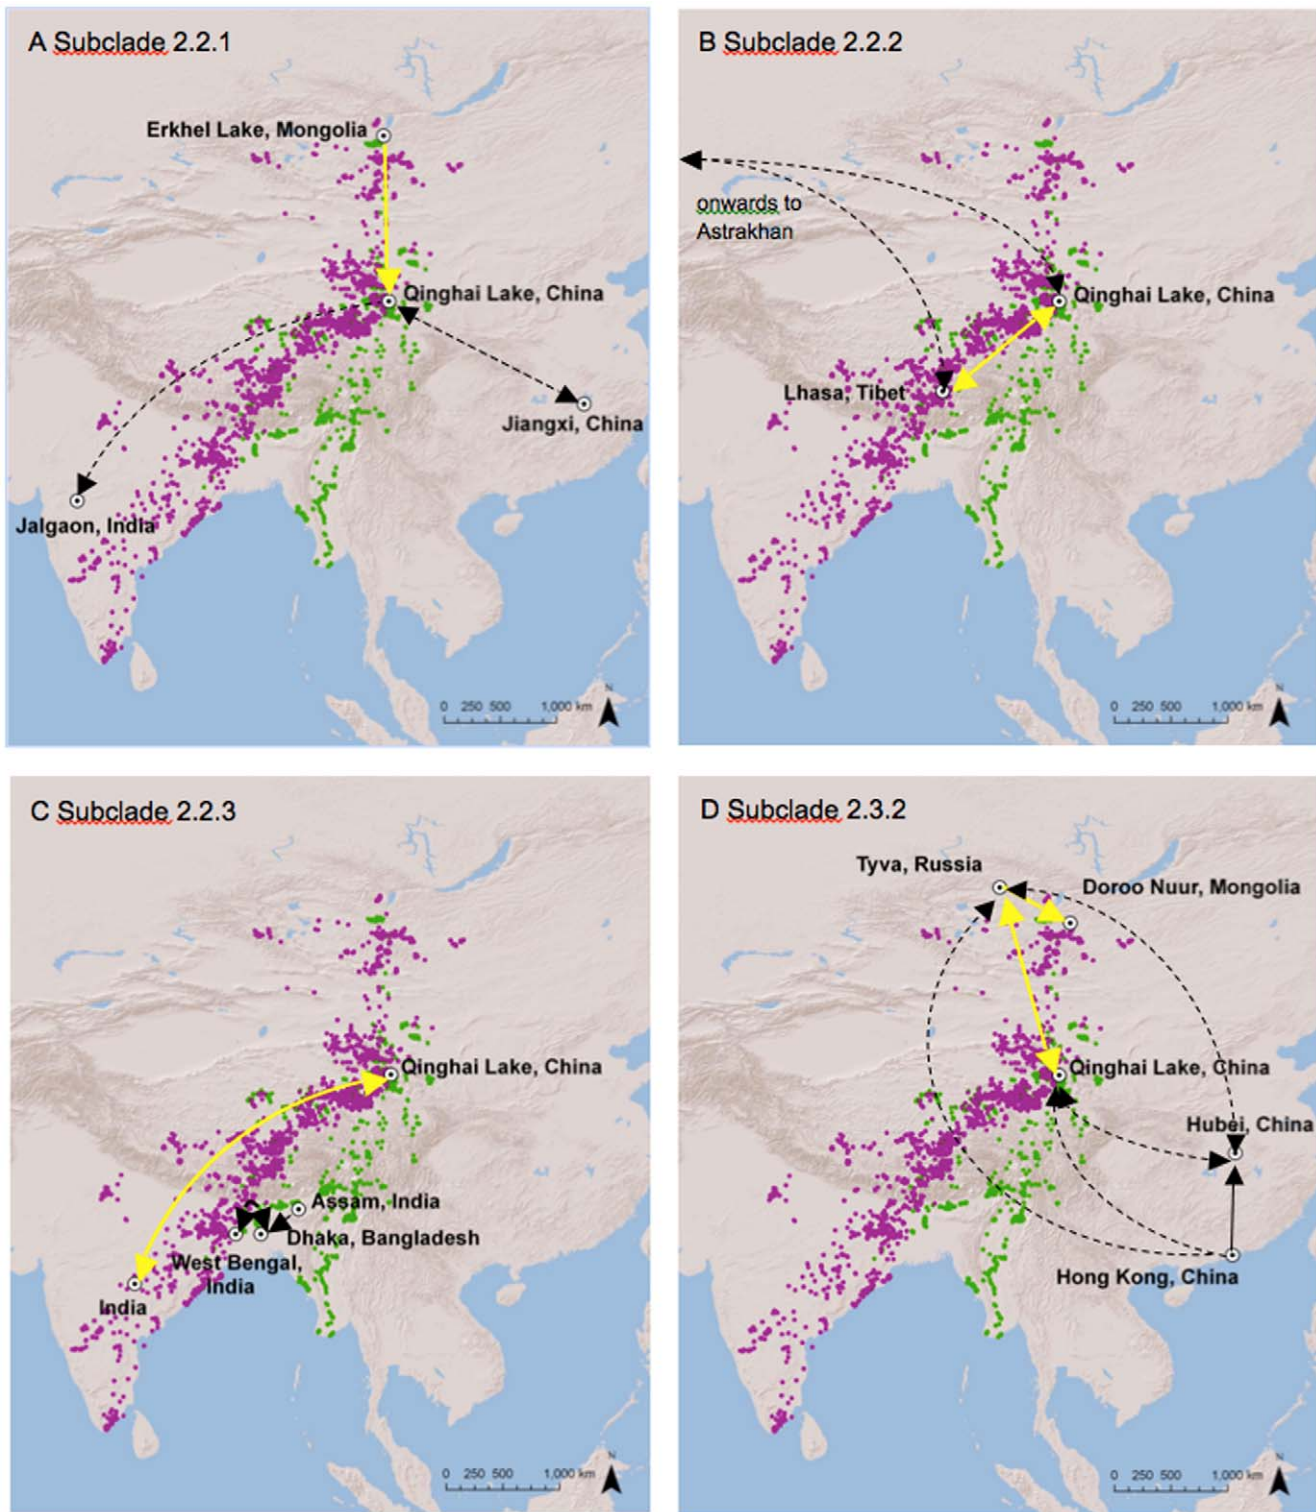 A Subclade 2.2.1
Erkhel Lake, Mongolia
Qinghai Lake, China
Jiangxi, China
Jalgaon, India
N
0 250 500 1,000 km
B Subclade 2.2.2
onwards to
Astrakhan
Qinghai Lake, China
Lhasa, Tibet
N
0 250 500 1,000 km
C Subclade 2.2.3
Qinghai Lake, China
Assam, India
Dhaka, Bangladesh
West Bengal,
India
India
N
0 250 500 1,000 km
D Subclade 2.3.2
Tyva, Russia
Doroo Nuur, Mongolia
Qinghai Lake, China
Hubei, China
Hong Kong, China
N
0 250 500 1,000 km